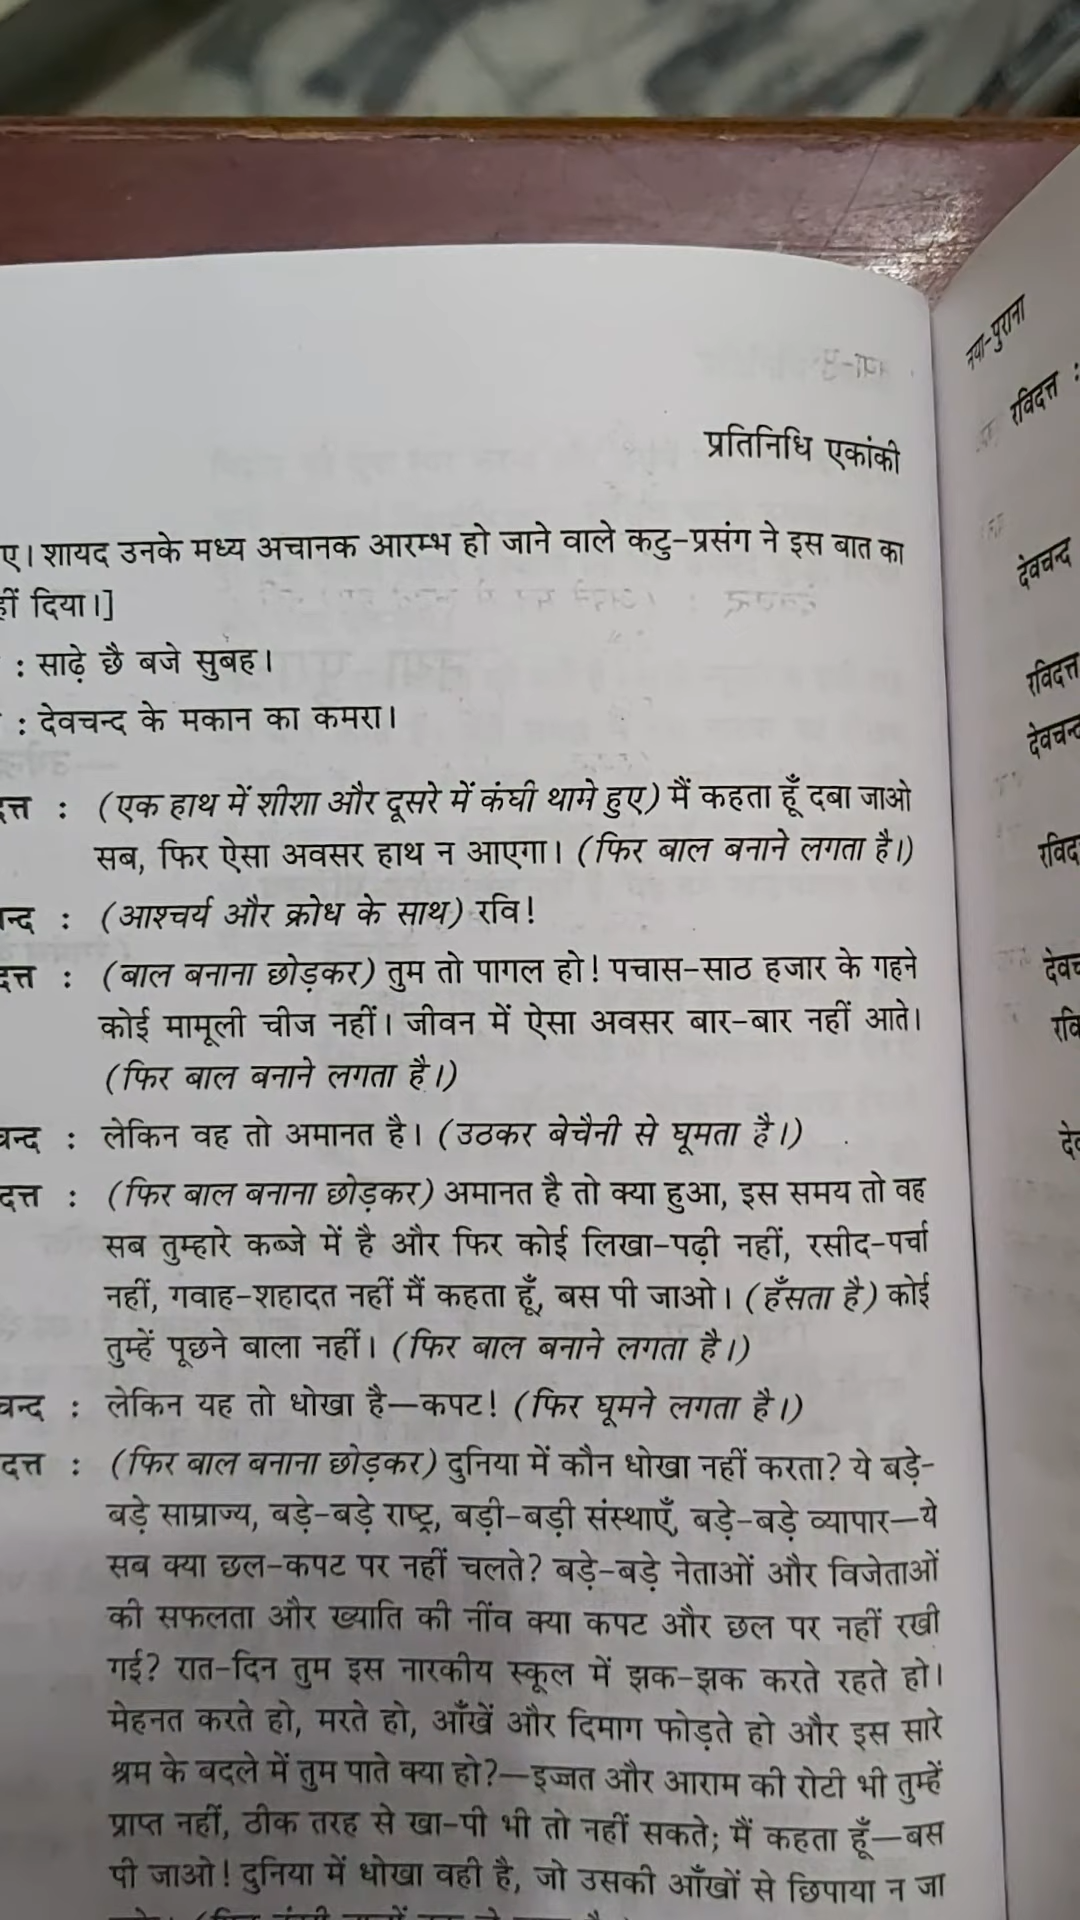 प्रतिनिधि एकांकी
ए। शायद उनके मध्य अचानक आरम्भ हो जाने वाले कटु-प्रसंग ने इस बात का
हीं दिया।]
: साढ़े छै बजे सुबह।
: देवचन्द के मकान का कमरा।
दत्त : (एक हाथ में शीशा और दूसरे में कंघी थामे हुए) मैं कहता हूँ दबा जाओ
सब, फिर ऐसा अवसर हाथ न आएगा। (फिर बाल बनाने लगता है।)
न्द : (आश्चर्य और क्रोध के साथ) रवि!
दत्त : (बाल बनाना छोड़कर) तुम तो पागल हो! पचास-साठ हजार के गहने
कोई मामूली चीज नहीं। जीवन में ऐसा अवसर बार-बार नहीं आते।
(फिर बाल बनाने लगता है।)
चन्द : लेकिन वह तो अमानत है। (उठकर बेचैनी से घूमता है।)
दत्त : (फिर बाल बनाना छोड़कर) अमानत है तो क्या हुआ, इस समय तो वह
सब तुम्हारे कब्जे में है और फिर कोई लिखा-पढ़ी नहीं, रसीद-पर्चा
नहीं, गवाह-शहादत नहीं मैं कहता हूँ, बस पी जाओ। (हँसता है) कोई
तुम्हें पूछने बाला नहीं। (फिर बाल बनाने लगता है।)
चन्द : लेकिन यह तो धोखा है—कपट! (फिर घूमने लगता है।)
दत्त : (फिर बाल बनाना छोड़कर) दुनिया में कौन धोखा नहीं करता? ये बड़े-
बड़े साम्राज्य, बड़े-बड़े राष्ट्र, बड़ी-बड़ी संस्थाएँ, बड़े-बड़े व्यापार—ये
सब क्या छल-कपट पर नहीं चलते? बड़े-बड़े नेताओं और विजेताओं
की सफलता और ख्याति की नींव क्या कपट और छल पर नहीं रखी
गई? रात-दिन तुम इस नारकीय स्कूल में झक-झक करते रहते हो।
मेहनत करते हो, मरते हो, आँखें और दिमाग फोड़ते हो और इस सारे
श्रम के बदले में तुम पाते क्या हो?—इज्जत और आराम की रोटी भी तुम्हें
प्राप्त नहीं, ठीक तरह से खा-पी भी तो नहीं सकते; मैं कहता हूँ—बस
पी जाओ! दुनिया में धोखा वही है, जो उसकी आँखों से छिपाया न जा
नया-पुराना
रविदत्त :
देवचन्द
रविदत्त
देवचन्द
रविद
देवच
रवि
देव